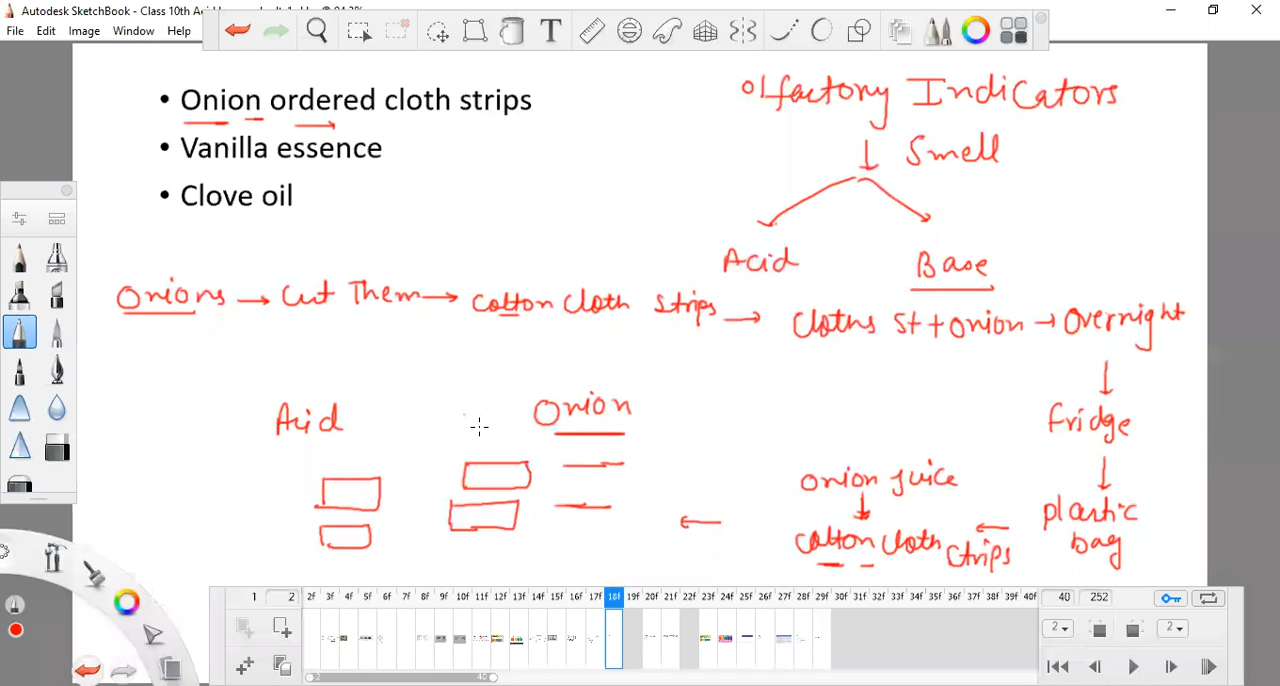 Autodesk SketchBook - Class 10th
File Edit Image Window Help
• Onion ordered cloth strips
• Vanilla essence
• Clove oil
Olfactory Indicators
↓ Smell
Acid
Base
Onions → Cut Them → Cotton cloth strips →
Cloths St + Onion → Overnight
↓
Fridge
↓
plastic
bag
Onion juice
↓
Cotton cloth strips
←
←
Acid
Onion
1 2 2f 3f 4f 5f 6f 7f 8f 9f 10f 11f 12f 13f 14f 15f 16f 17f 18f 19f 20f 21f 22f 23f 24f 25f 26f 27f 28f 29f 30f 31f 32f 33f 34f 35f 36f 37f 38f 39f 40f 40 252
2 2
2 40